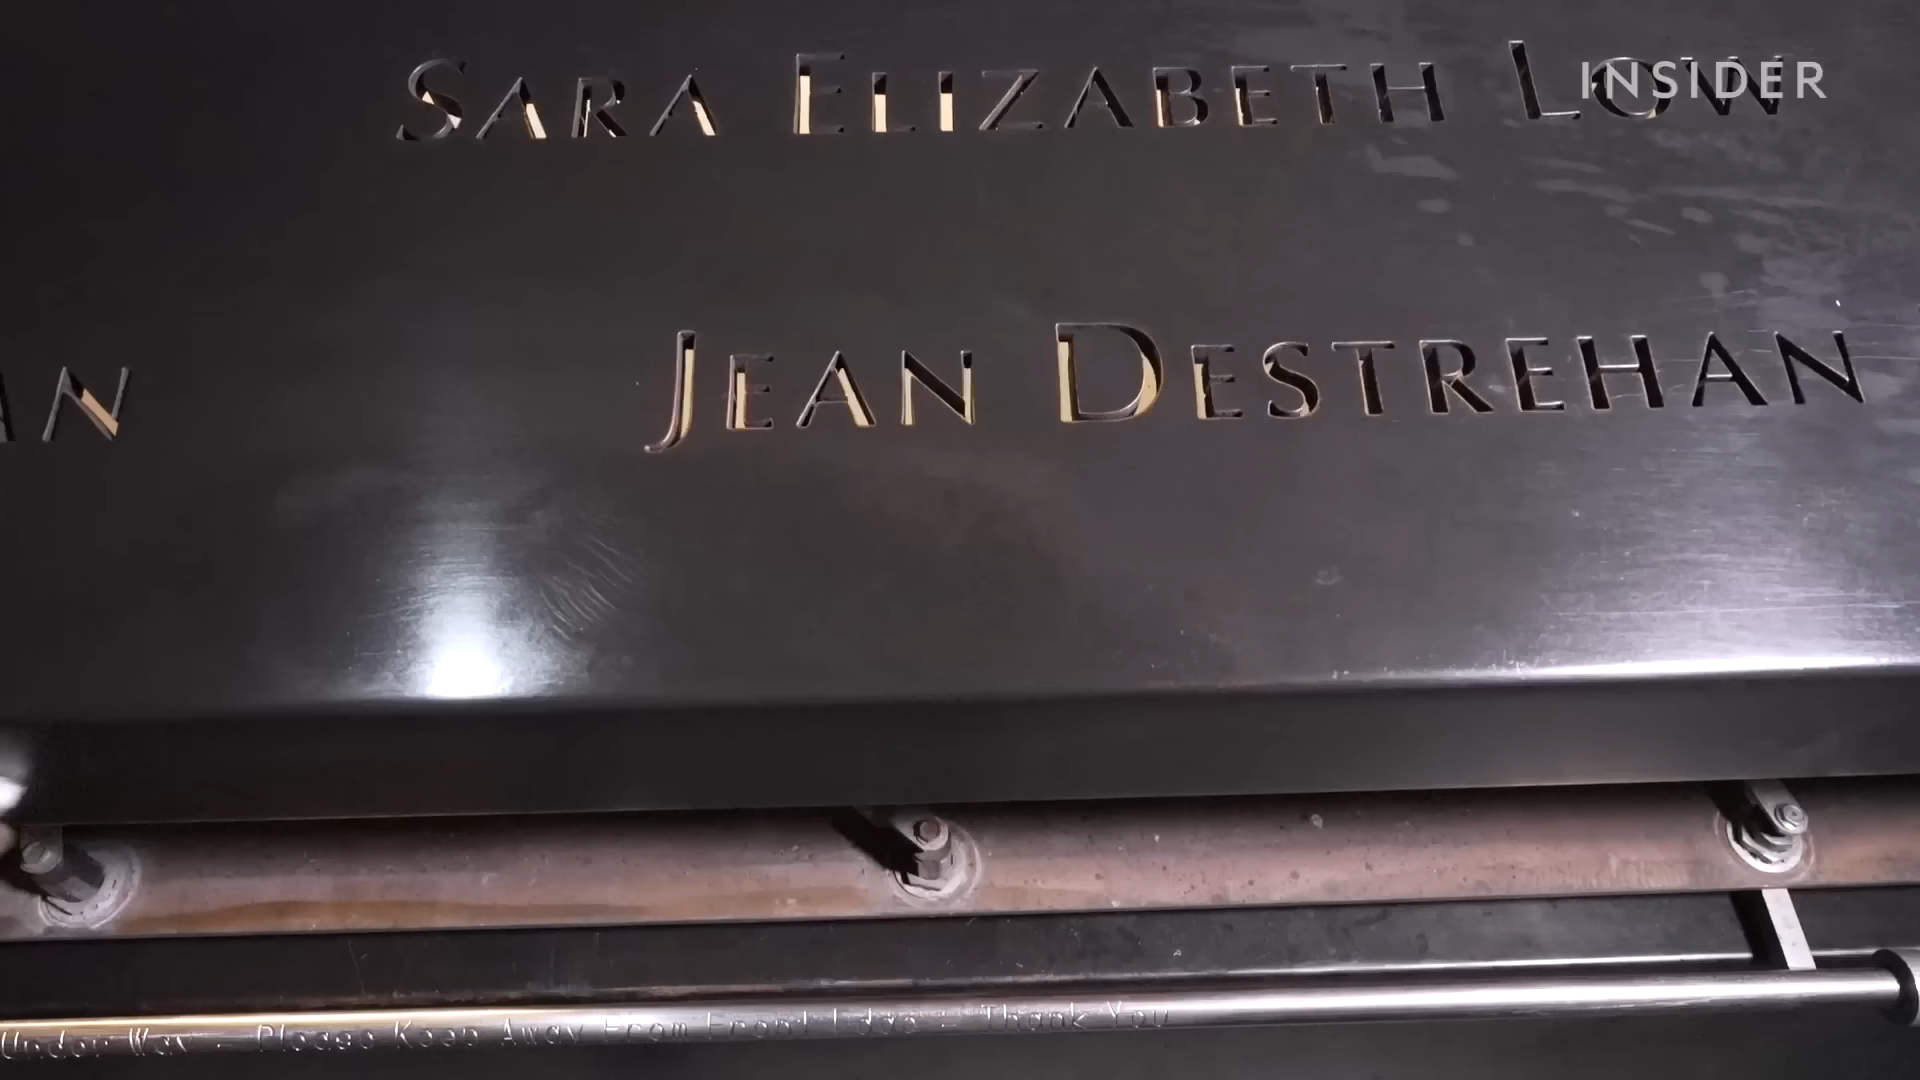 SARA ELIZABETH LOW
INSIDER
AN
JEAN DESTREHAN
Under Way - Please Keep Away From Front Edge - Thank You